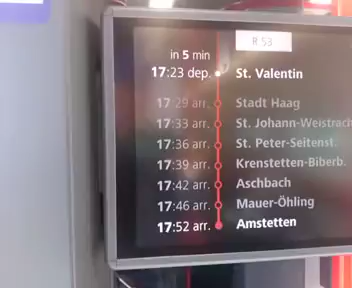 R 53
in 5 min
17:23 dep. St. Valentin
17:29 arr. Stadt Haag
17:33 arr. St. Johann-Weistrach
17:36 arr. St. Peter-Seitenst.
17:39 arr. Krenstetten-Biberb.
17:42 arr. Aschbach
17:46 arr. Mauer-Öhling
17:52 arr. Amstetten